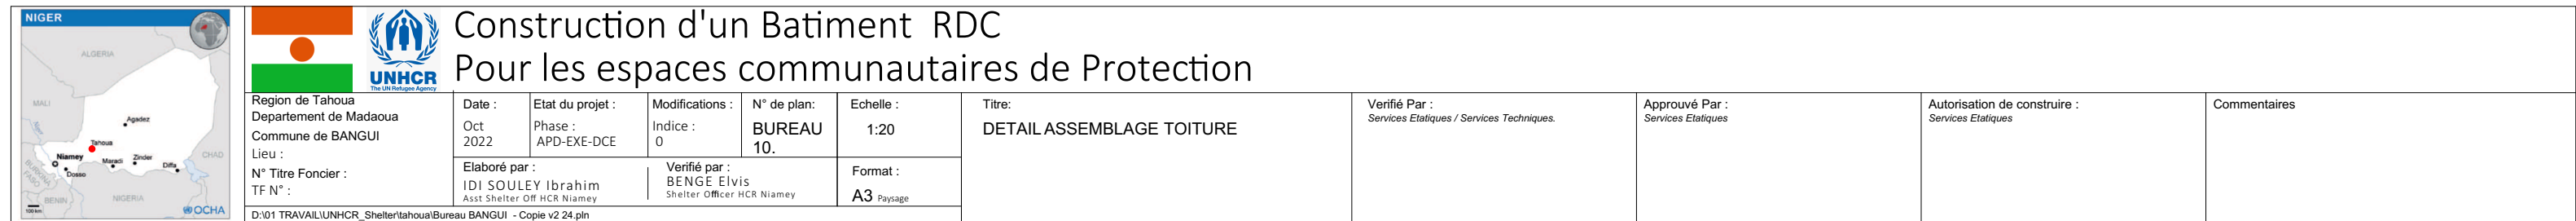 NIGER
ALGERIA
MALI
Niger
Agadez
Tahoua
Niamey
Maradi
Zinder
Diffa
CHAD
Dosso
BURKINA
FASO
BENIN
NIGERIA
100 km
OCHA
UNHCR
The UN Refugee Agency
Construction d'un Batiment RDC
Pour les espaces communautaires de Protection
Region de Tahoua
Departement de Madaoua
Commune de BANGUI
Lieu :
N° Titre Foncier :
TF N° :
Date :
Oct
2022
Etat du projet :
Phase :
APD-EXE-DCE
Modifications :
Indice :
0
N° de plan:
BUREAU
10.
Echelle :
1:20
Elaboré par :
IDI SOULEY Ibrahim
Asst Shelter Off HCR Niamey
Verifié par :
BENGE Elvis
Shelter Officer HCR Niamey
Format :
A3 Paysage
D:\01 TRAVAIL\UNHCR_Shelter\tahoua\Bureau BANGUI - Copie v2 24.pln
Titre:
DETAIL ASSEMBLAGE TOITURE
Verifié Par :
Services Etatiques / Services Techniques.
Approuvé Par :
Services Etatiques
Autorisation de construire :
Services Etatiques
Commentaires